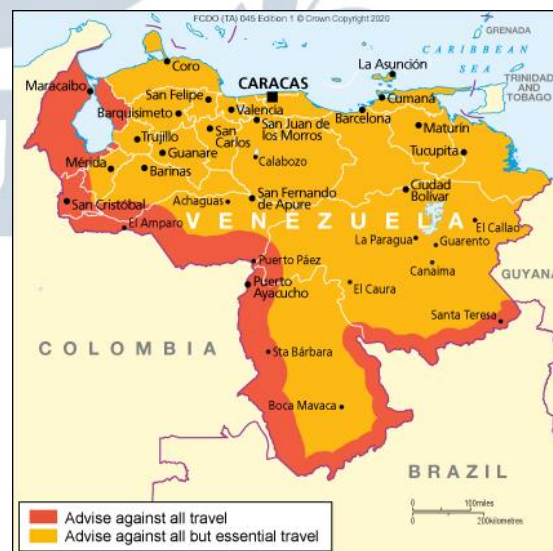 FCDO (TA) 045 Edition 1 © Crown Copyright 2020
GRENADA
CARIBBEAN
SEA
TRINIDAD
AND
TOBAGO
Coro
La Asunción
Maracaibo
CARACAS
San Felipe
Cumaná
Valencia
Barquisimeto
Barcelona
San Juan de
los Morros
Maturín
Trujillo
San
Carlos
Tucupita
Guanare
Calabozo
Mérida
Barinas
Ciudad
Bolívar
San Fernando
de Apure
Achaguas
San Cristóbal
VENEZUELA
El Callao
El Amparo
La Paragua
Guarento
Puerto Páez
Canaima
GUYANA
Puerto
Ayacucho
El Caura
Santa Teresa
COLOMBIA
Sta Bárbara
Boca Mavaca
BRAZIL
0 100miles
0 200kilometres
Advise against all travel
Advise against all but essential travel